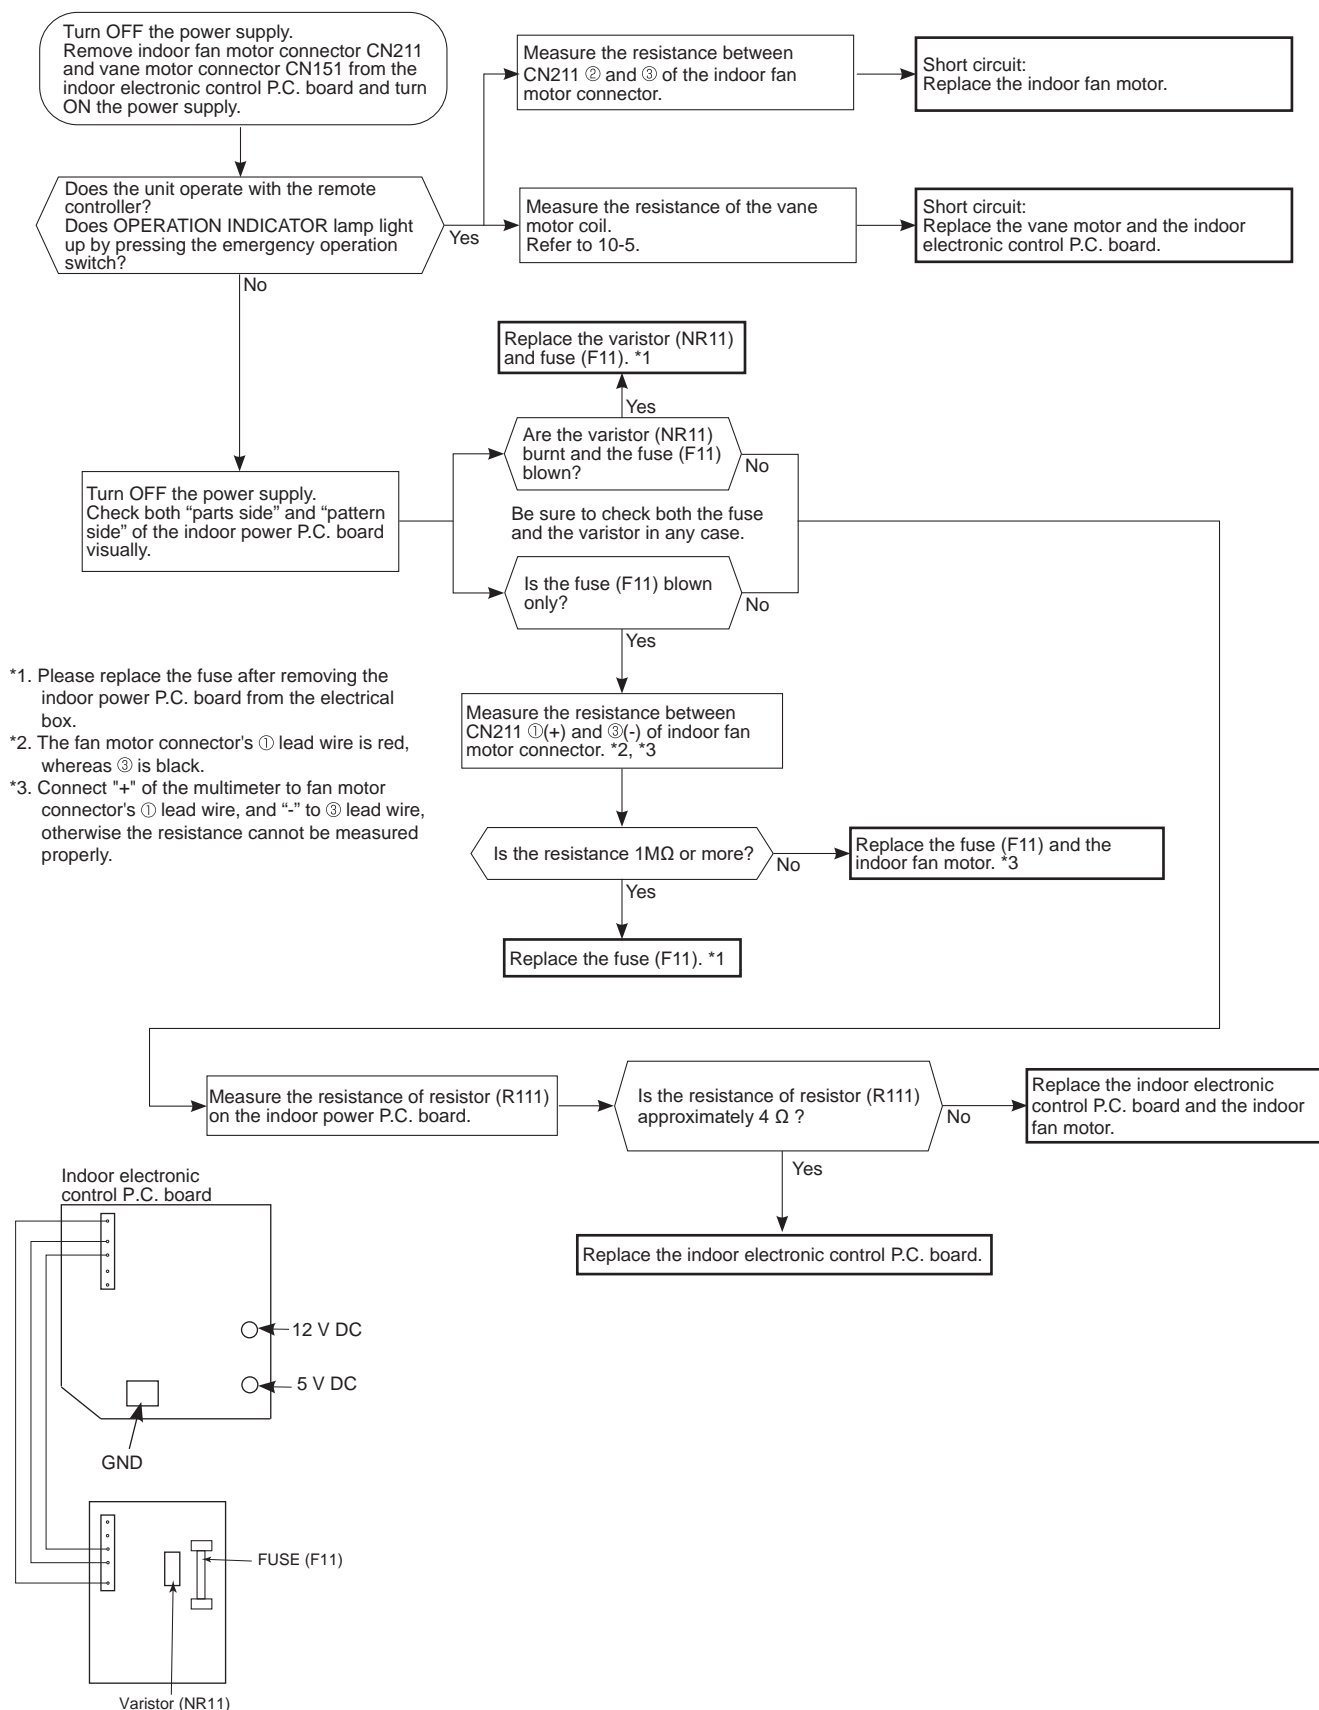 Turn OFF the power supply.
Remove indoor fan motor connector CN211
and vane motor connector CN151 from the
indoor electronic control P.C. board and turn
ON the power supply.
Measure the resistance between
CN211 ② and ③ of the indoor fan
motor connector.
Short circuit:
Replace the indoor fan motor.
Does the unit operate with the remote
controller?
Does OPERATION INDICATOR lamp light
up by pressing the emergency operation
switch?
Yes
Measure the resistance of the vane
motor coil.
Refer to 10-5.
Short circuit:
Replace the vane motor and the indoor
electronic control P.C. board.
No
Replace the varistor (NR11)
and fuse (F11). *1
Yes
Are the varistor (NR11)
burnt and the fuse (F11)
blown?
No
Turn OFF the power supply.
Check both “parts side” and “pattern
side” of the indoor power P.C. board
visually.
Be sure to check both the fuse
and the varistor in any case.
Is the fuse (F11) blown
only?
No
Yes
*1. Please replace the fuse after removing the
indoor power P.C. board from the electrical
box.
*2. The fan motor connector's ① lead wire is red,
whereas ③ is black.
*3. Connect "+" of the multimeter to fan motor
connector's ① lead wire, and “-” to ③ lead wire,
otherwise the resistance cannot be measured
properly.
Measure the resistance between
CN211 ①(+) and ③(-) of indoor fan
motor connector. *2, *3
Is the resistance 1MΩ or more?
No
Replace the fuse (F11) and the
indoor fan motor. *3
Yes
Replace the fuse (F11). *1
Measure the resistance of resistor (R111)
on the indoor power P.C. board.
Is the resistance of resistor (R111)
approximately 4 Ω ?
No
Replace the indoor electronic
control P.C. board and the indoor
fan motor.
Yes
Replace the indoor electronic control P.C. board.
Indoor electronic
control P.C. board
12 V DC
5 V DC
GND
FUSE (F11)
Varistor (NR11)